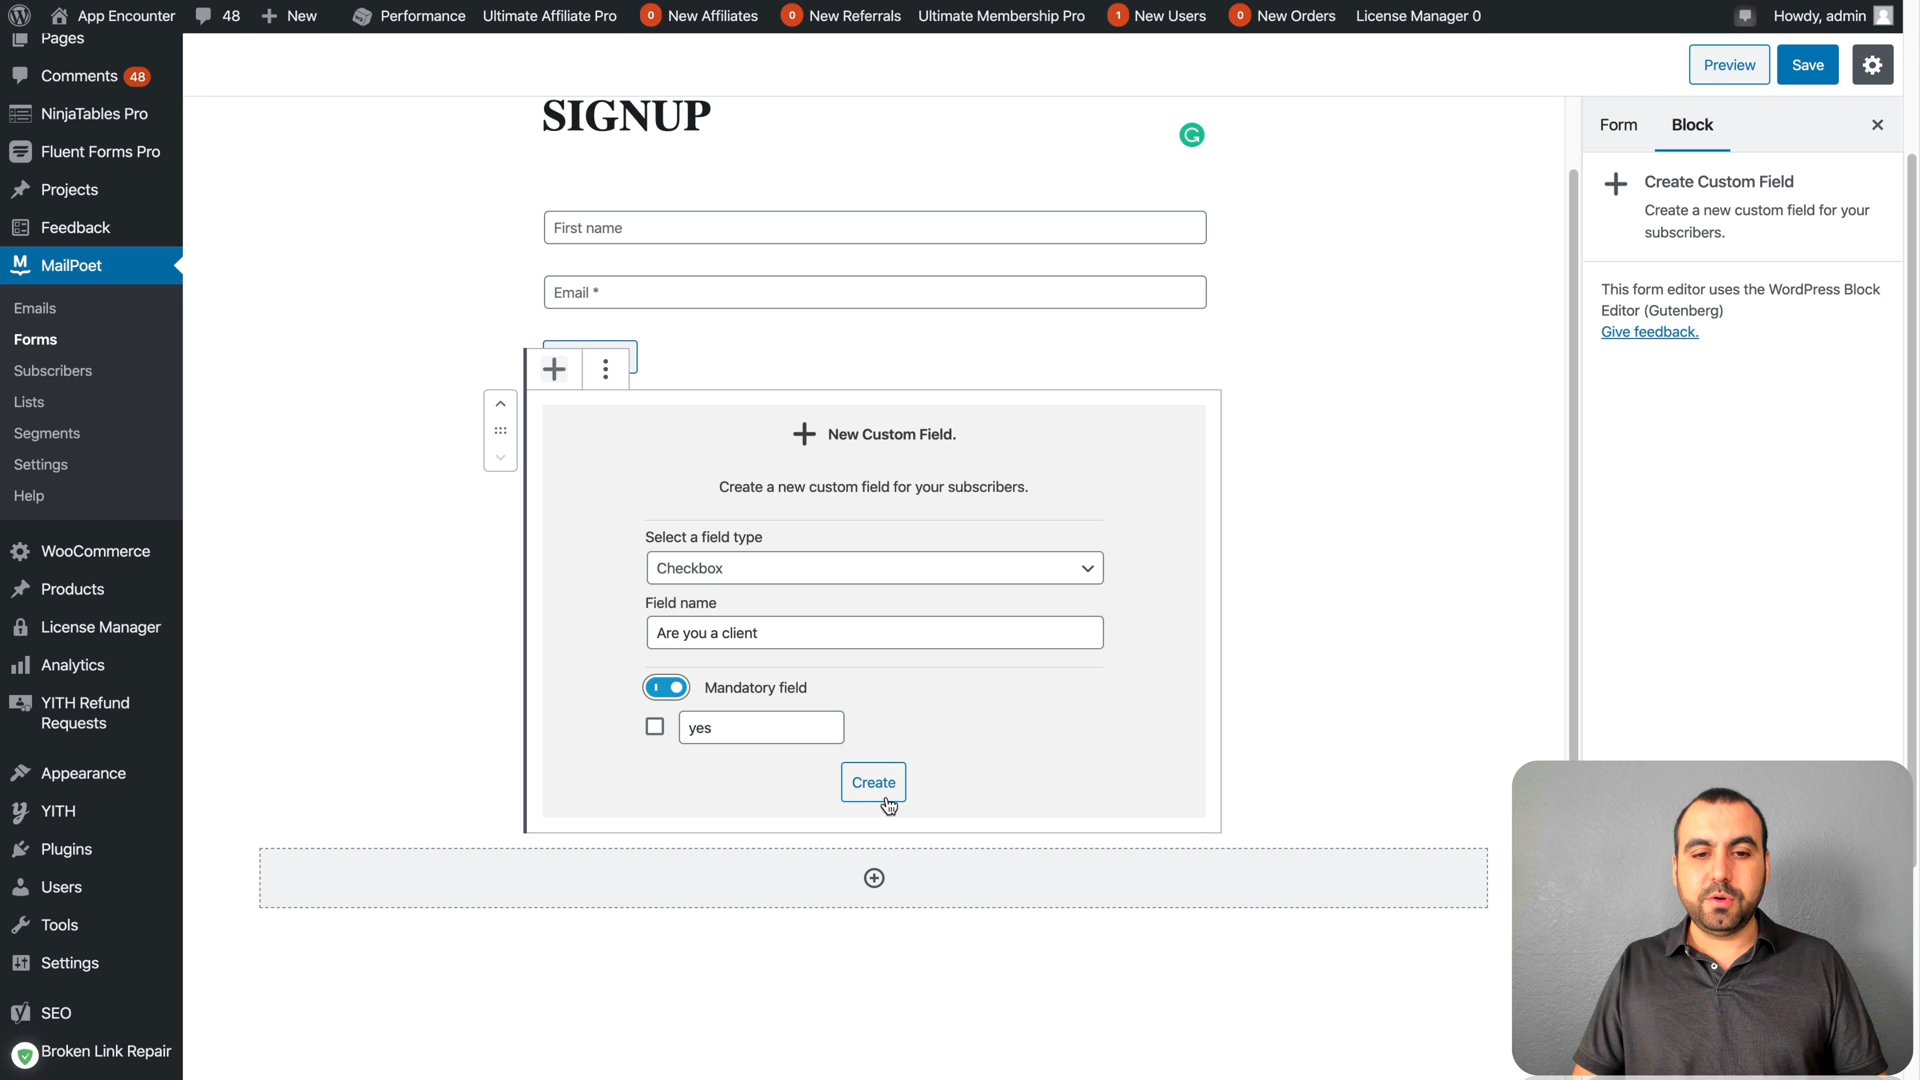 App Encounter
48
New
Performance
Ultimate Affiliate Pro
0 New Affiliates
0 New Referrals
Ultimate Membership Pro
1 New Users
0 New Orders
License Manager 0
Howdy, admin
Pages
Comments 48
NinjaTables Pro
Fluent Forms Pro
Projects
Feedback
MailPoet
Emails
Forms
Subscribers
Lists
Segments
Settings
Help
WooCommerce
Products
License Manager
Analytics
YITH Refund
Requests
Appearance
YITH
Plugins
Users
Tools
Settings
SEO
Broken Link Repair
Preview
Save
SIGNUP
First name
Email *
New Custom Field.
Create a new custom field for your subscribers.
Select a field type
Checkbox
Field name
Are you a client
Mandatory field
yes
Create
Form
Block
Create Custom Field
Create a new custom field for your
subscribers.
This form editor uses the WordPress Block
Editor (Gutenberg)
Give feedback.